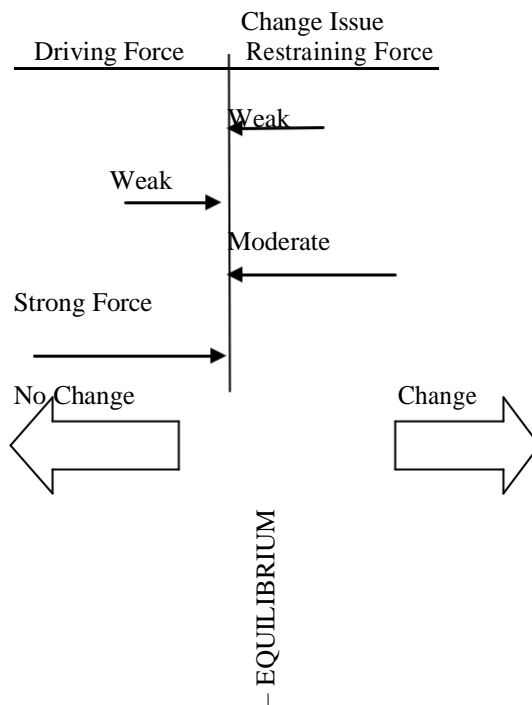 Change Issue
Driving Force Restraining Force
Weak
Weak
Moderate
Strong Force
No Change Change
– EQUILIBRIUM